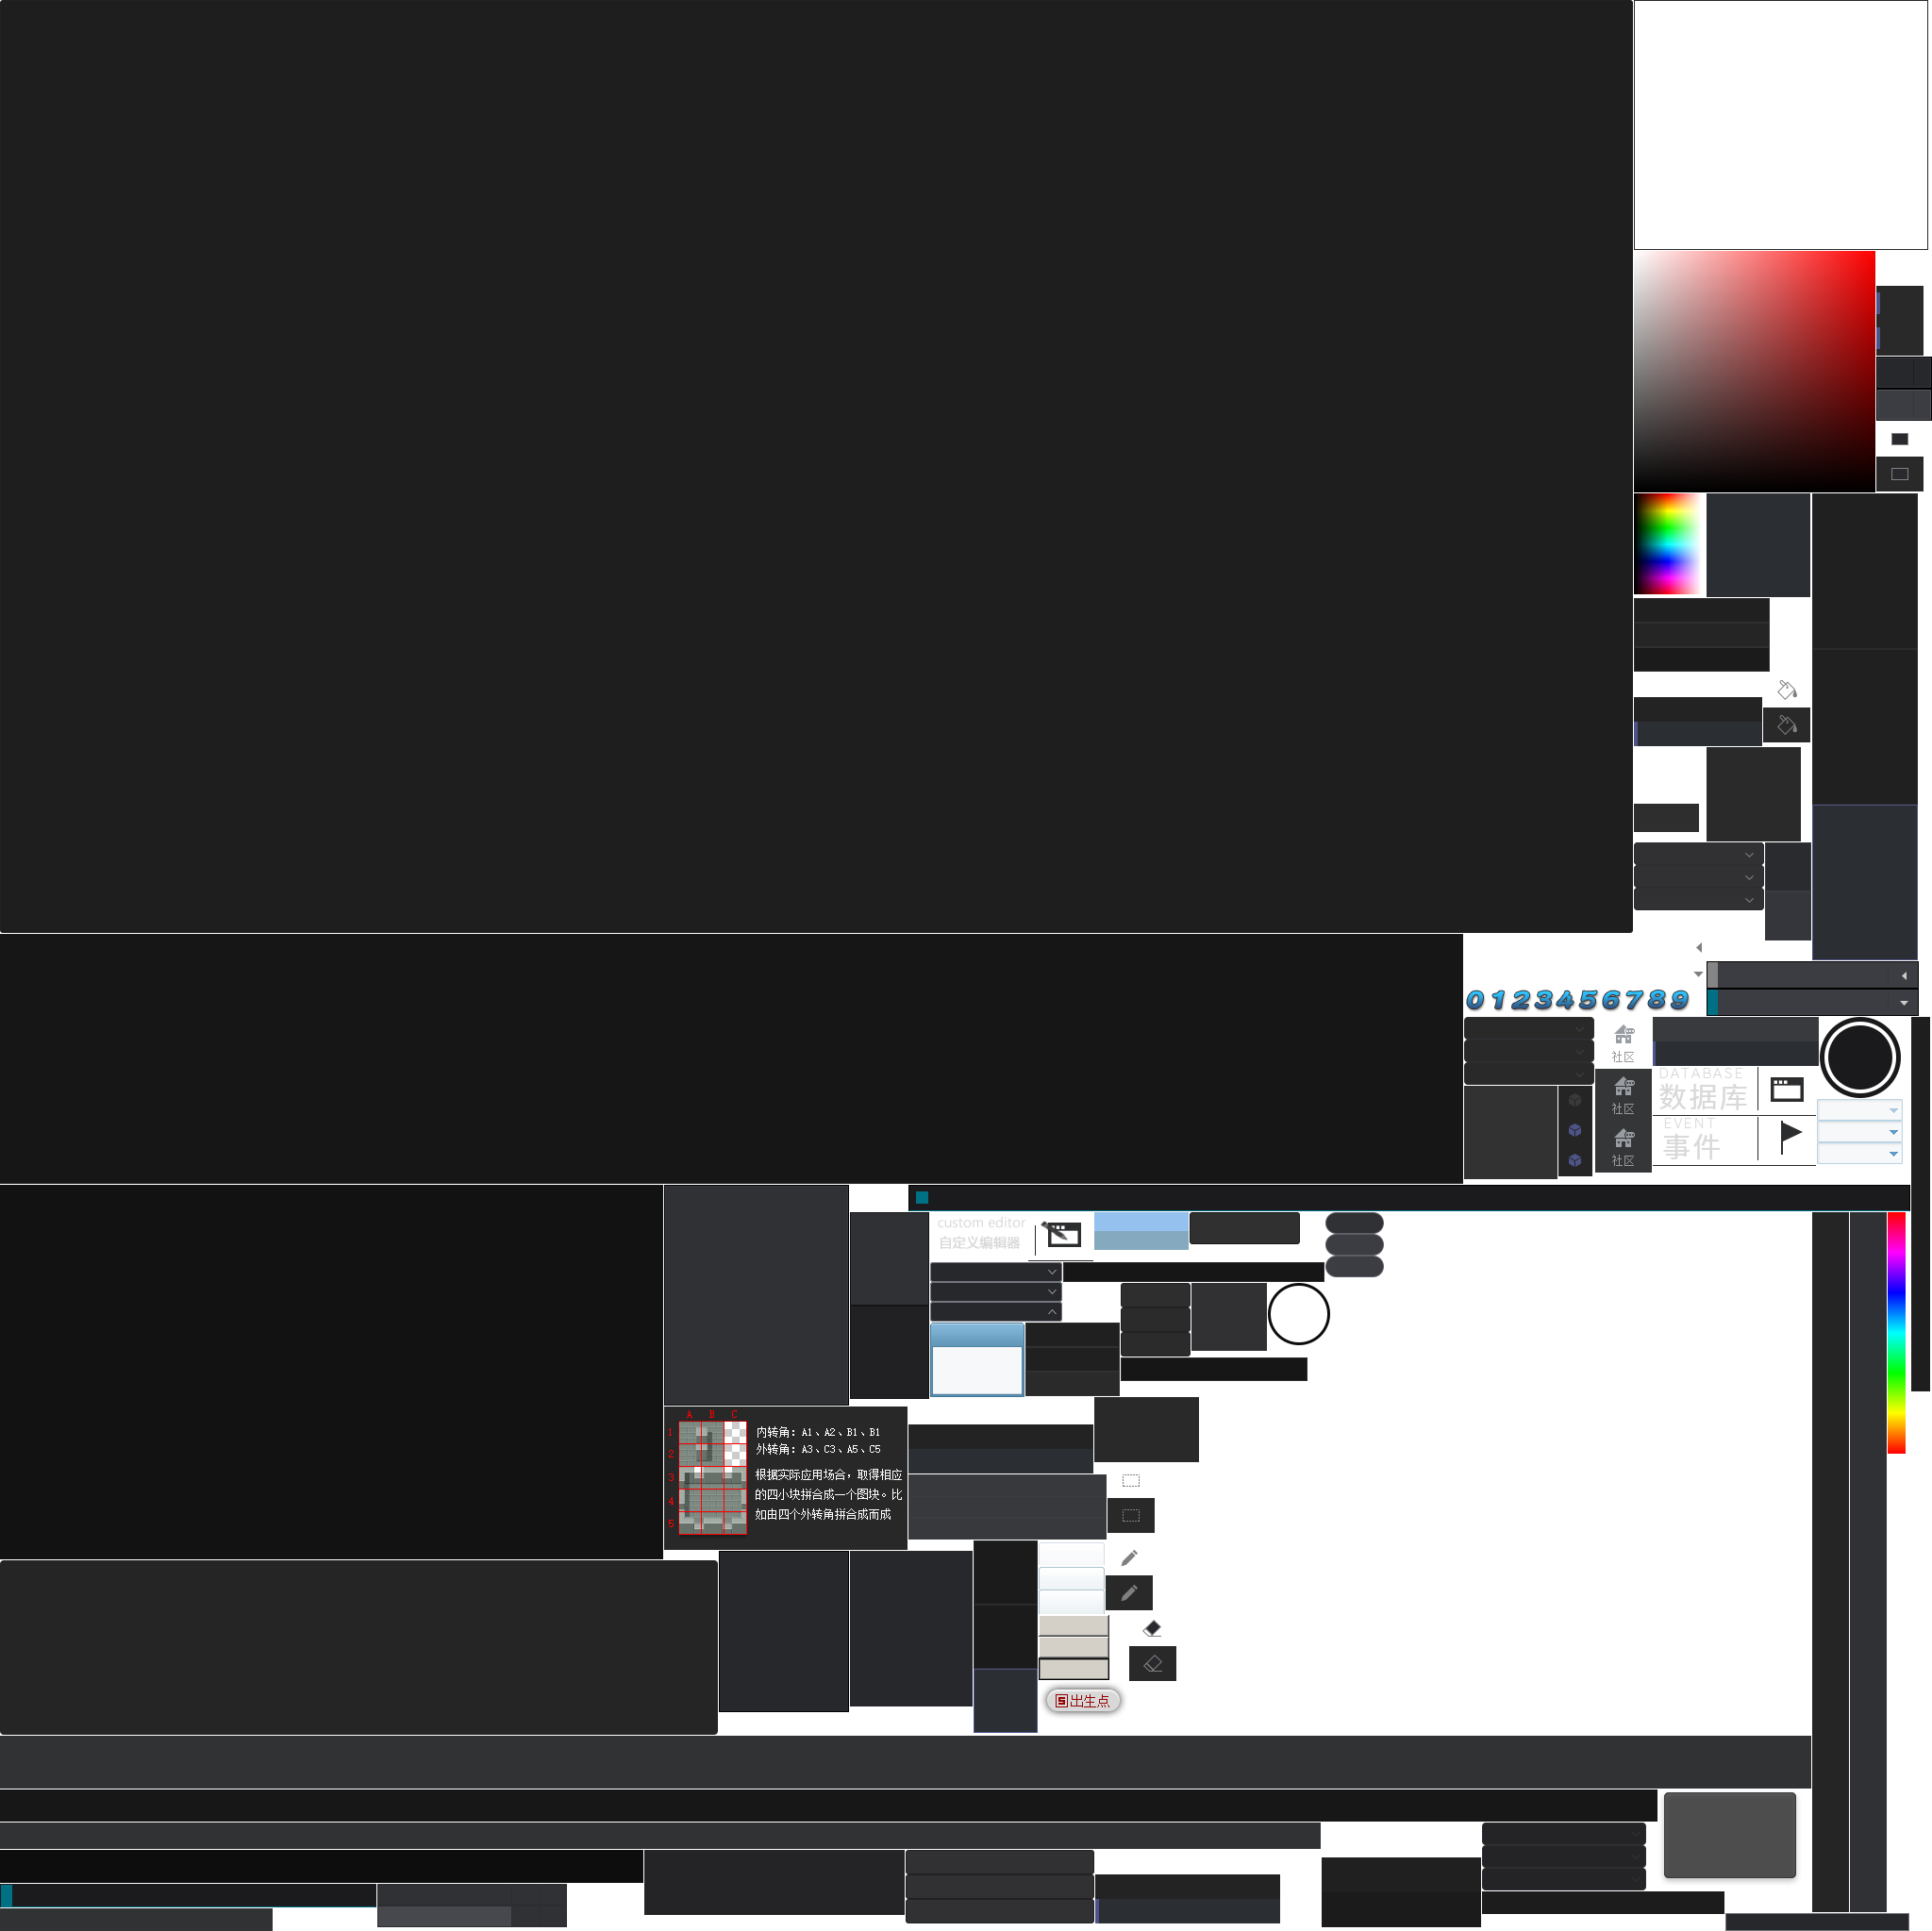 0123456789
社区
DATABASE
数据库
社区
EVENT
事件
社区
custom editor
自定义编辑器
A B C
1
2
3
4
5
内转角: A1、A2、B1、B1
外转角: A3、C3、A5、C5
根据实际应用场合，取得相应
的四小块拼合成一个图块。比
如由四个外转角拼合成而成
S出生点